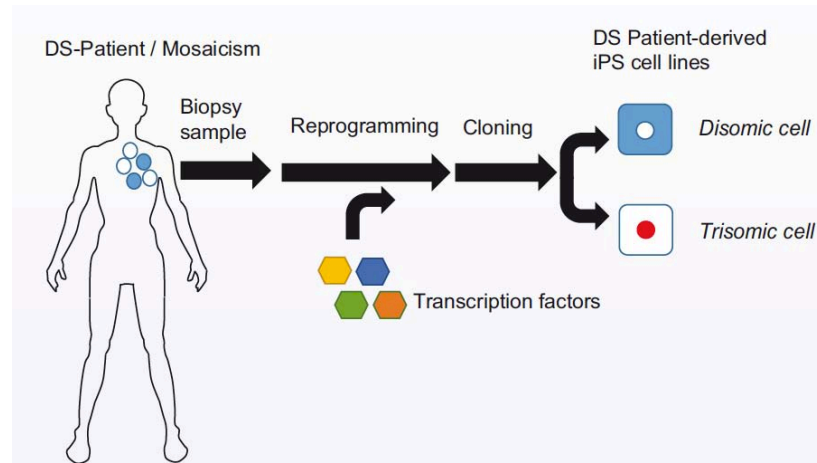 DS-Patient / Mosaicism
Biopsy
sample
Reprogramming
Cloning
DS Patient-derived
iPS cell lines
Disomic cell
Trisomic cell
Transcription factors